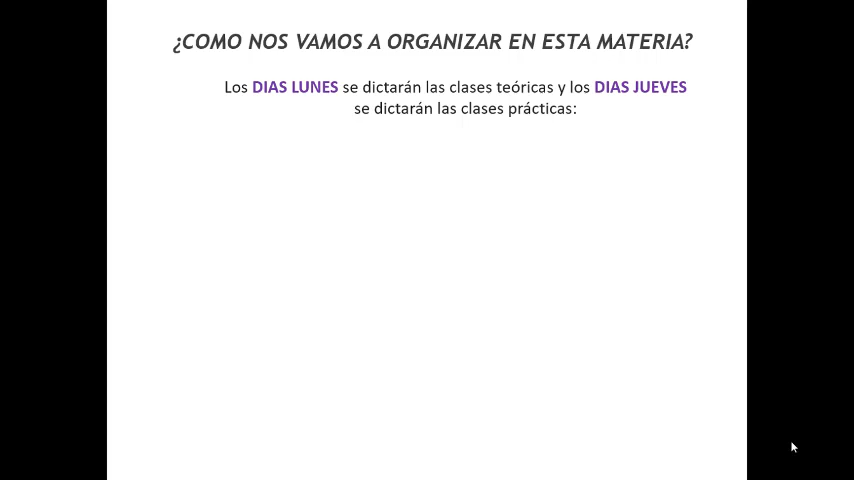 ¿COMO NOS VAMOS A ORGANIZAR EN ESTA MATERIA?
Los DIAS LUNES se dictarán las clases teóricas y los DIAS JUEVES
se dictarán las clases prácticas: